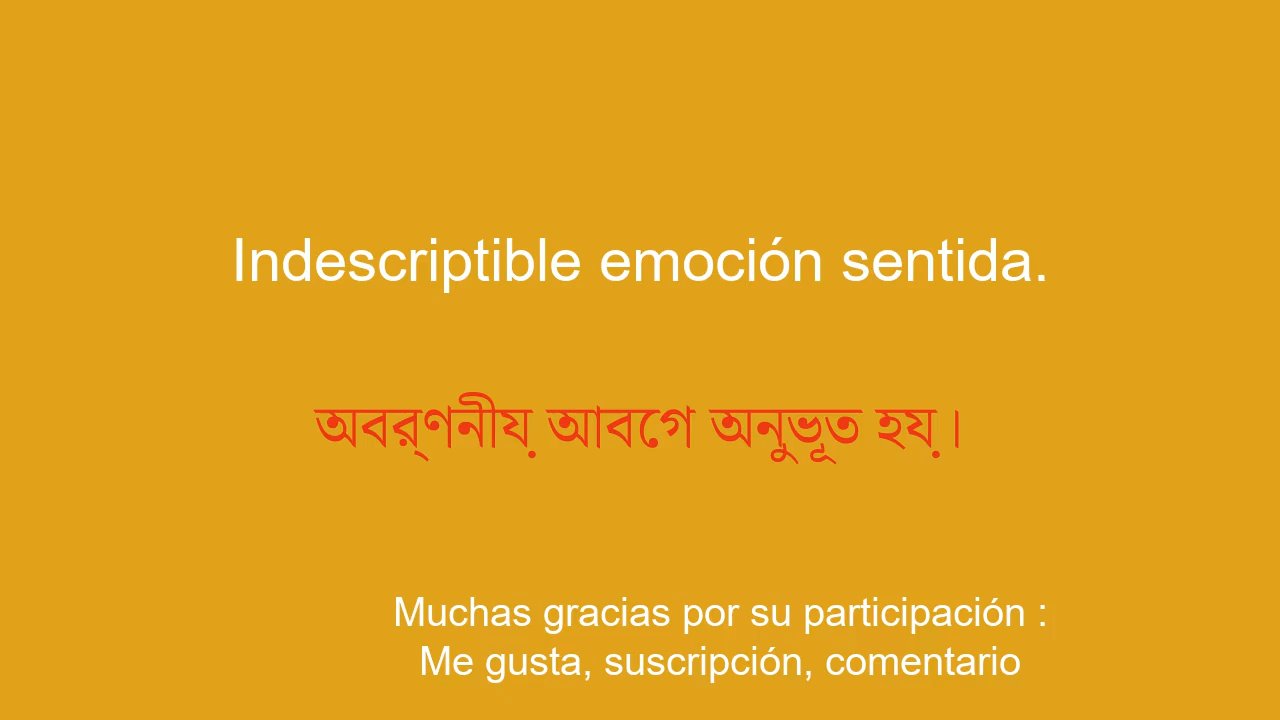 Indescriptible emoción sentida.
অবর্ণনীয় আবেগ অনুভূত হয়।
Muchas gracias por su participación :
Me gusta, suscripción, comentario